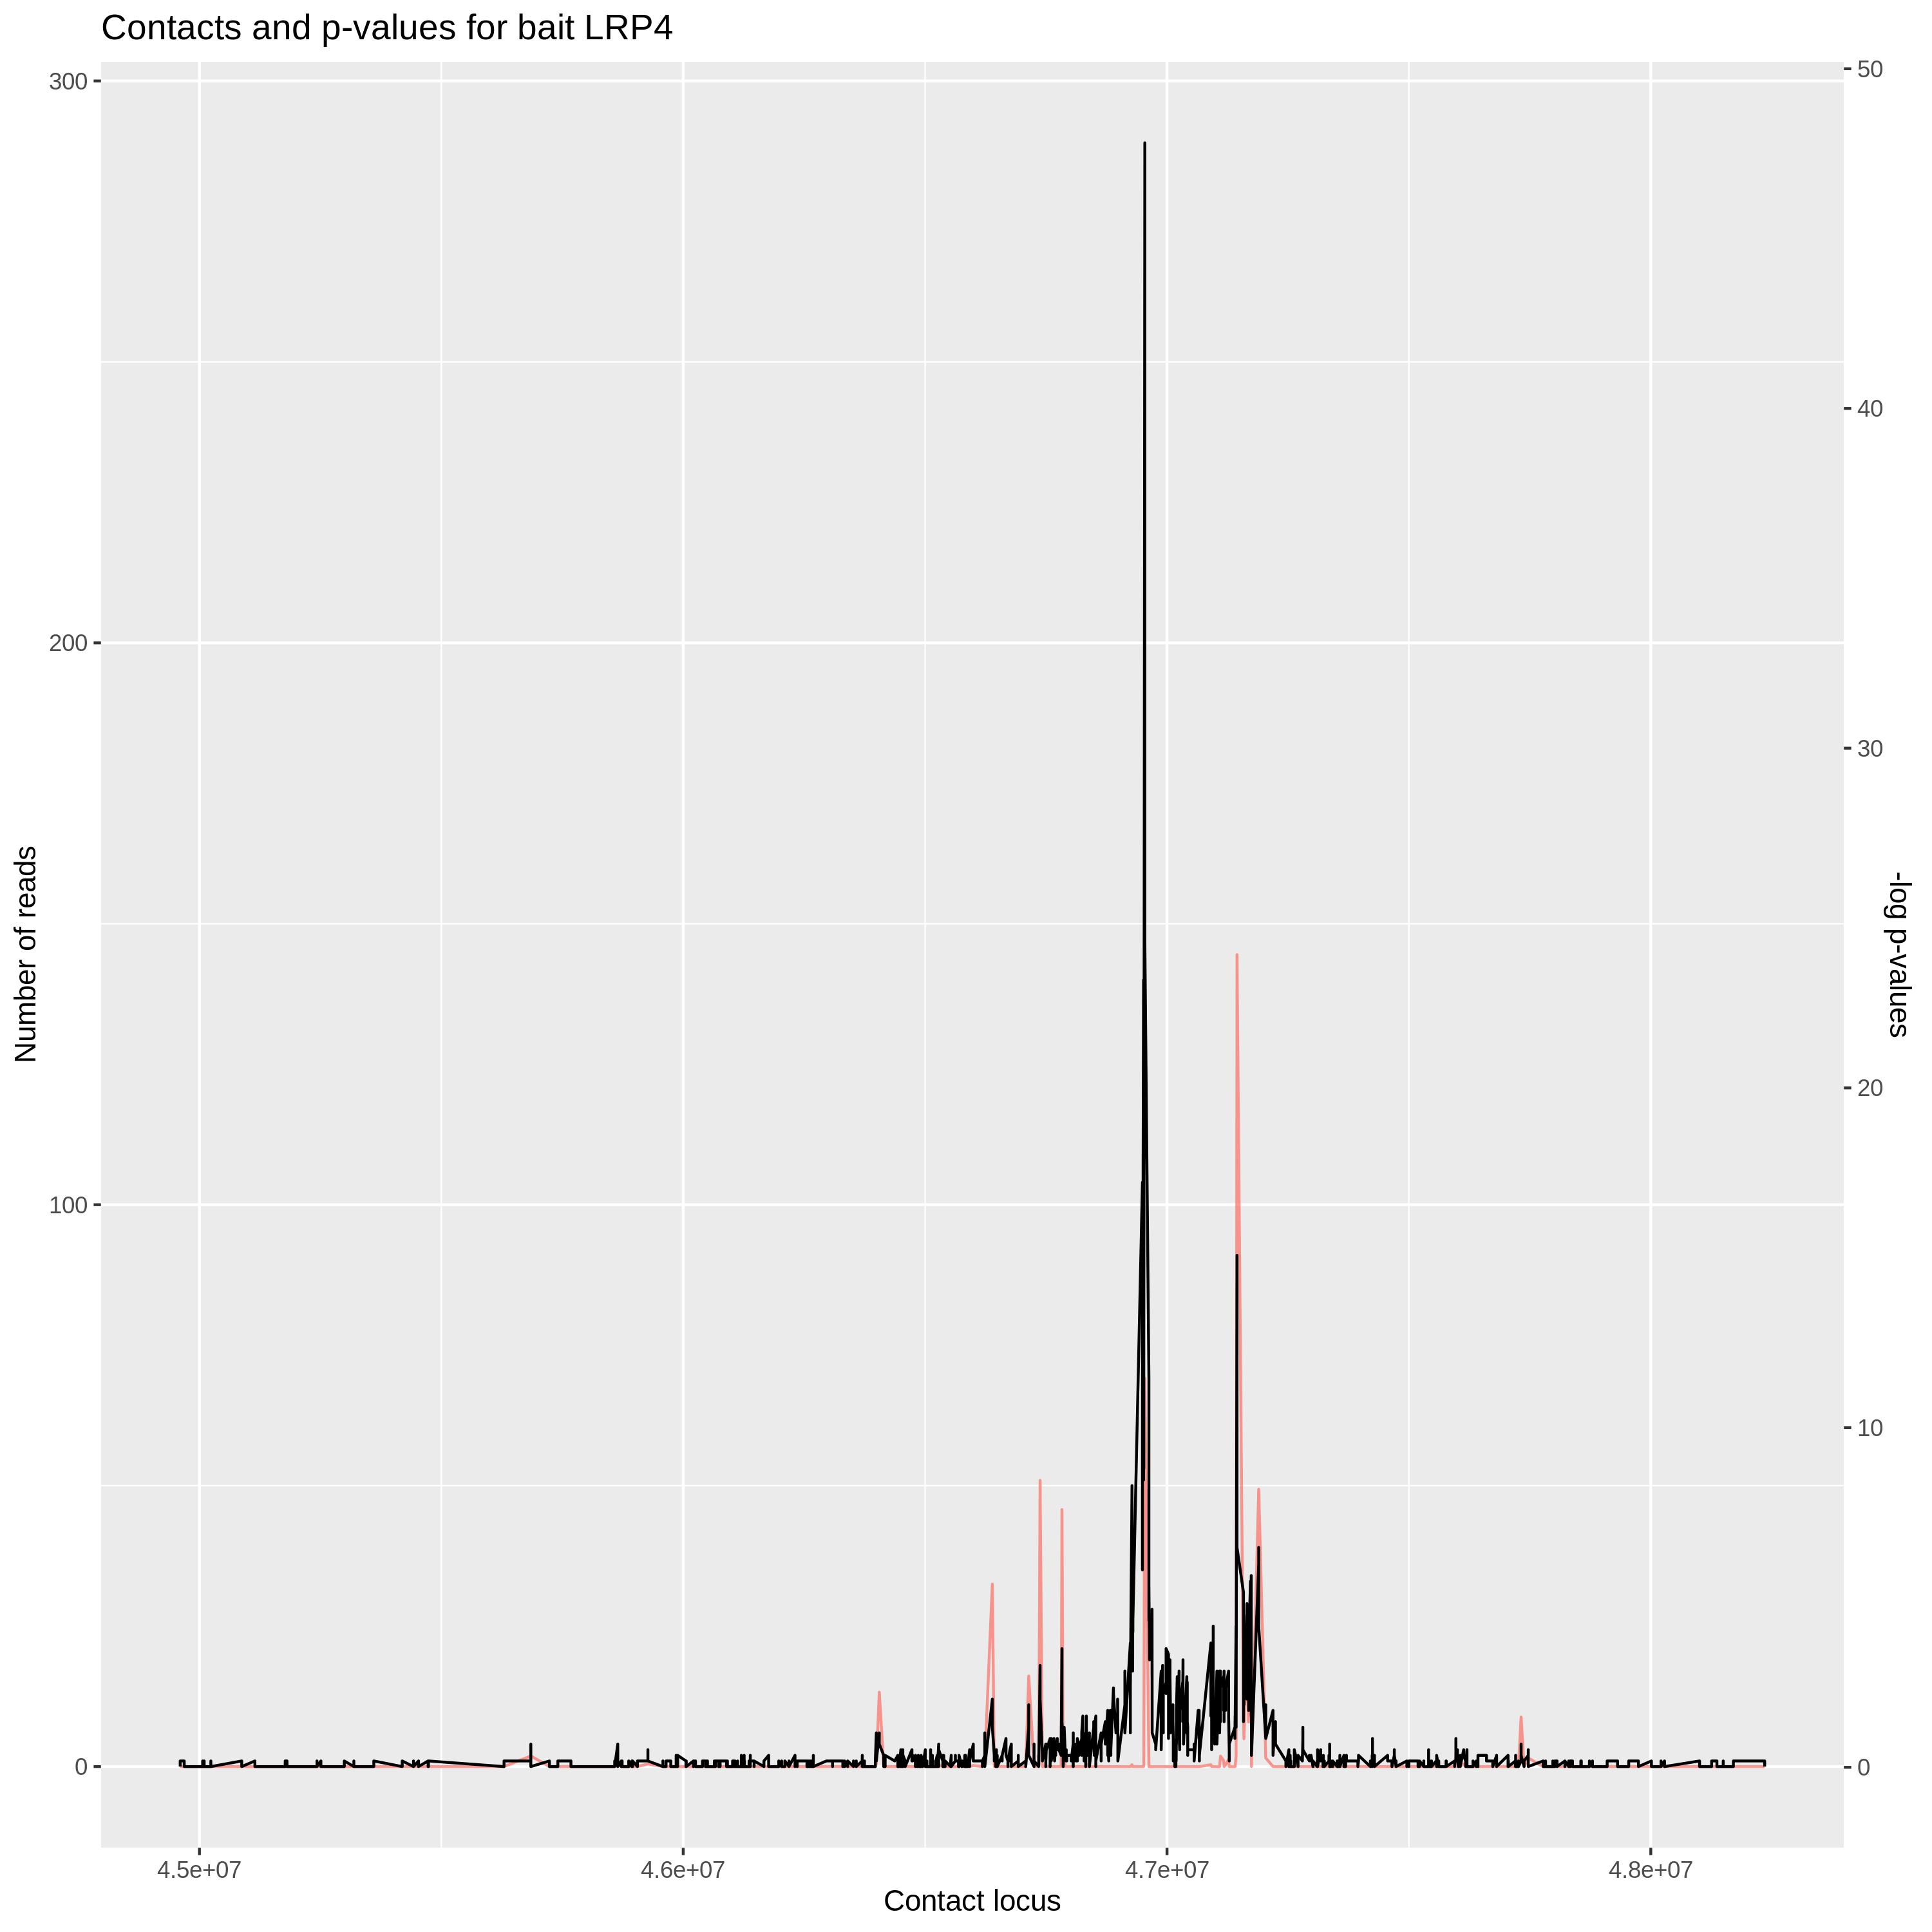 Contacts and p-values for bait LRP4
300
200
100
0
Number of reads
50
40
30
20
10
0
-log p-values
4.5e+07
4.6e+07
4.7e+07
4.8e+07
Contact locus